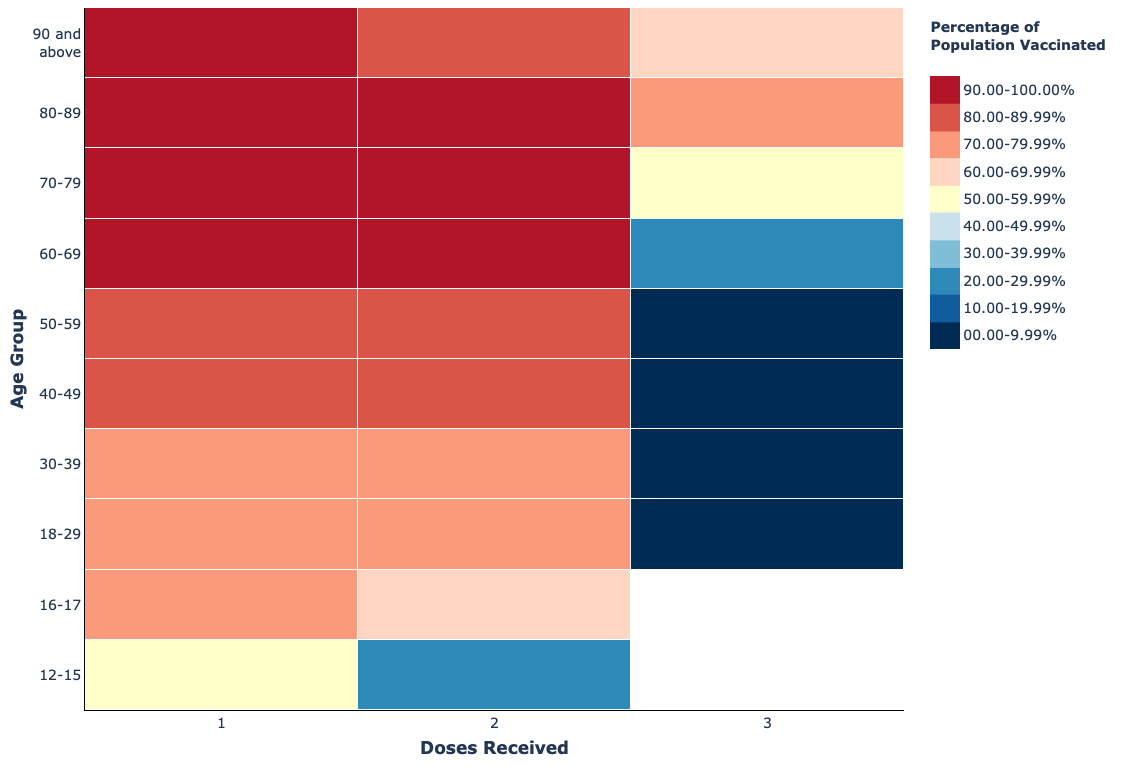 90 and
above
80-89
70-79
60-69
50-59
40-49
30-39
18-29
16-17
12-15
Age Group
1 2 3
Doses Received
Percentage of
Population Vaccinated
90.00-100.00%
80.00-89.99%
70.00-79.99%
60.00-69.99%
50.00-59.99%
40.00-49.99%
30.00-39.99%
20.00-29.99%
10.00-19.99%
00.00-9.99%